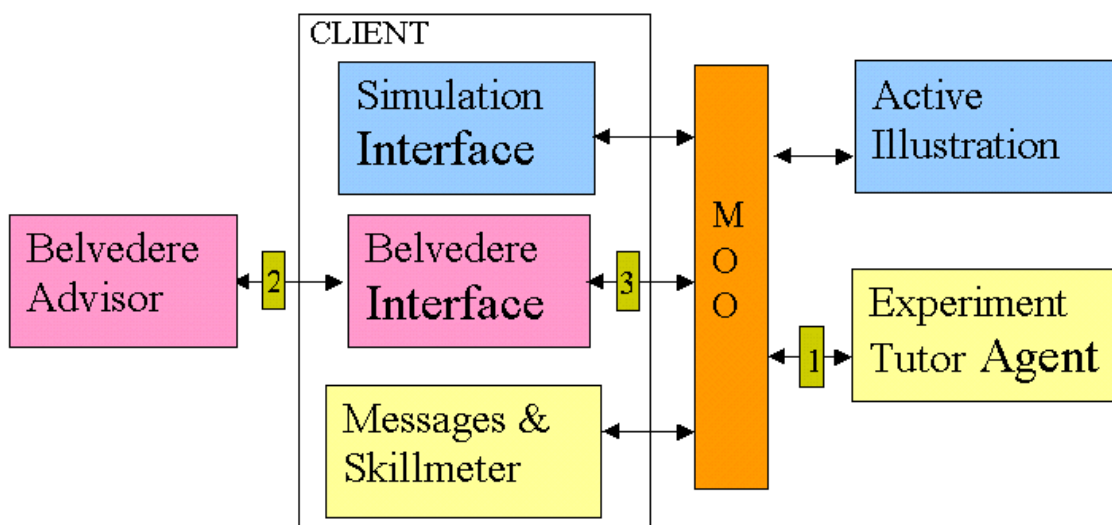 CLIENT
Simulation
Interface
Active
Illustration
M
O
O
Belvedere
Advisor
2
Belvedere
Interface
3
Experiment
Tutor Agent
1
Messages &
Skillmeter